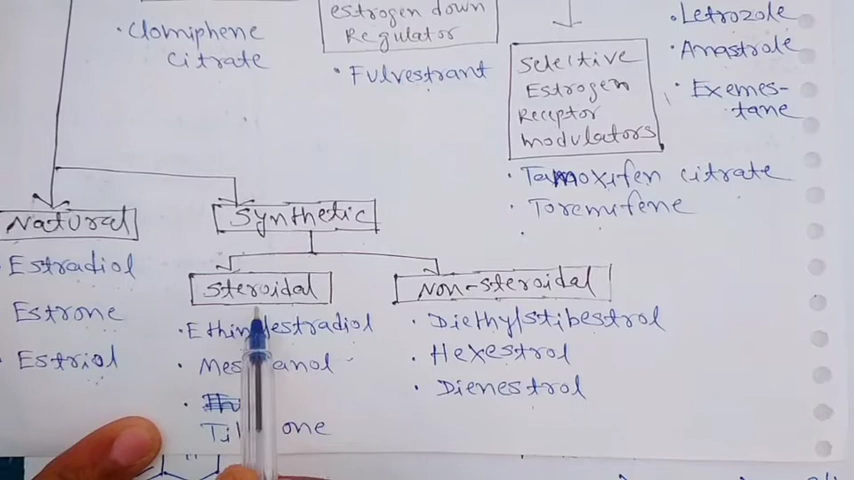 estrogen down
Regulator
• Clomiphene
citrate
• Fulvestrant
• Letrozole
• Anastrole
• Exemes-
tane
Selective
Estrogen
Receptor
modulators
• Tamoxifen citrate
• Toremifene
Natural
Synthetic
Estradiol
Estrone
Estriol
Steroidal
Non-steroidal
• Diethylstibestrol
• Hexestrol
• Dienestrol